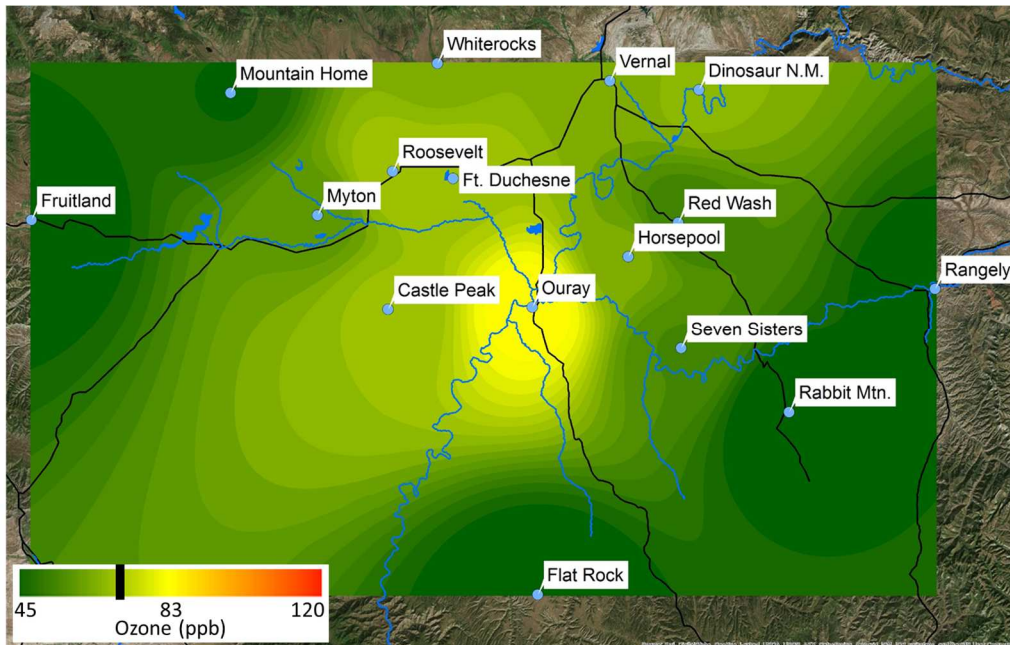 Whiterocks
Vernal
Mountain Home
Dinosaur N.M.
Roosevelt
Ft. Duchesne
Fruitland
Myton
Red Wash
Horsepool
Rangely
Castle Peak
Ouray
Seven Sisters
Rabbit Mtn.
Flat Rock
45 83 120
Ozone (ppb)